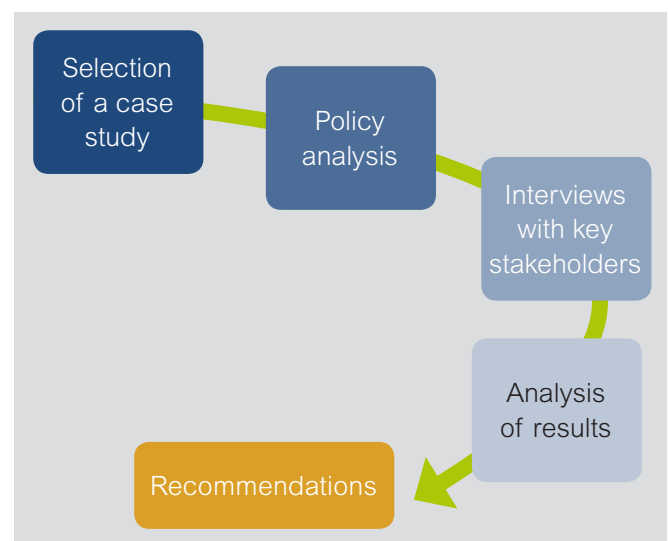 Selection
of a case
study
Policy
analysis
Interviews
with key
stakeholders
Analysis
of results
Recommendations